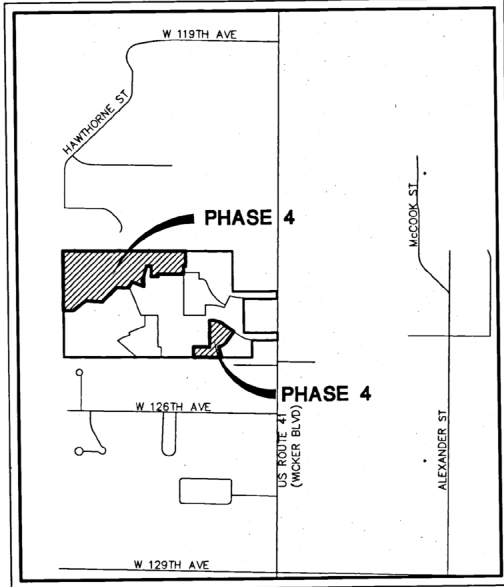 W 119TH AVE
HAWTHORNE ST
McCOOK ST
PHASE 4
PHASE 4
W 126TH AVE
US ROUTE 41
(WICKER BLVD)
ALEXANDER ST
W 129TH AVE